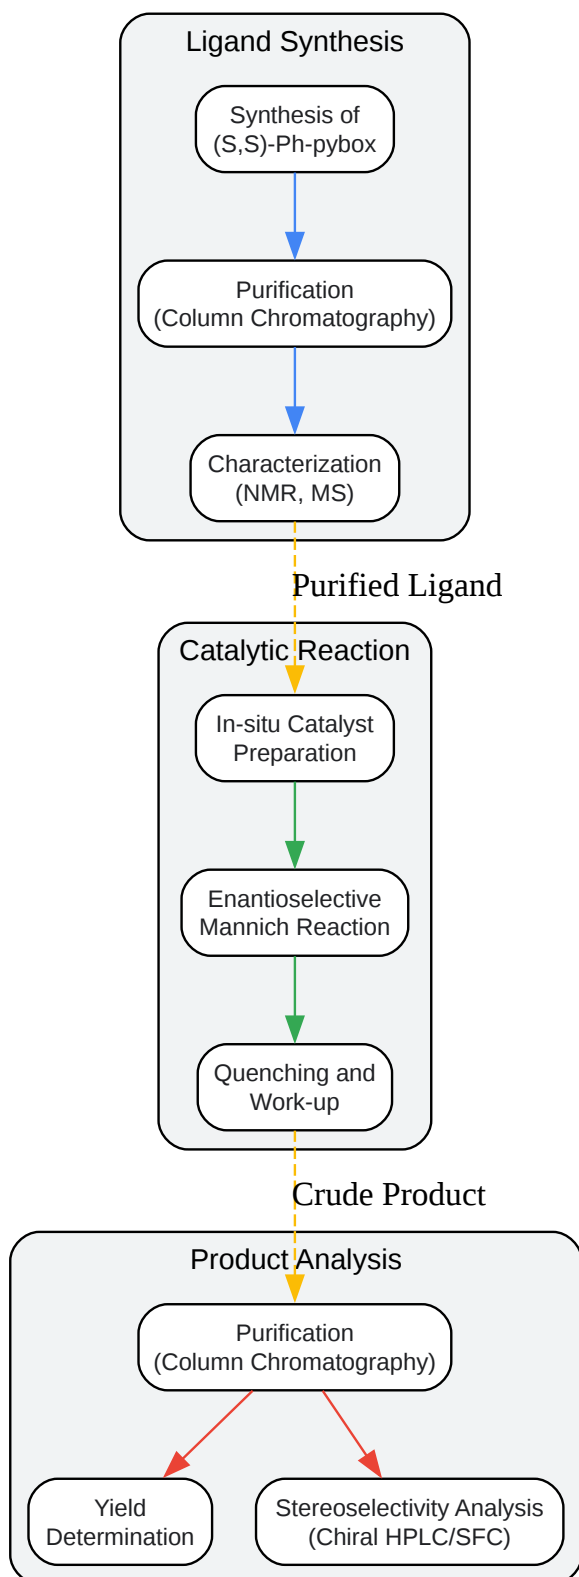 Ligand Synthesis
Synthesis of
(S,S)-Ph-pybox
Purification
(Column Chromatography)
Characterization
(NMR, MS)
Purified Ligand
Catalytic Reaction
In-situ Catalyst
Preparation
Enantioselective
Mannich Reaction
Quenching and
Work-up
Crude Product
Product Analysis
Purification
(Column Chromatography)
Yield
Determination
Stereoselectivity Analysis
(Chiral HPLC/SFC)